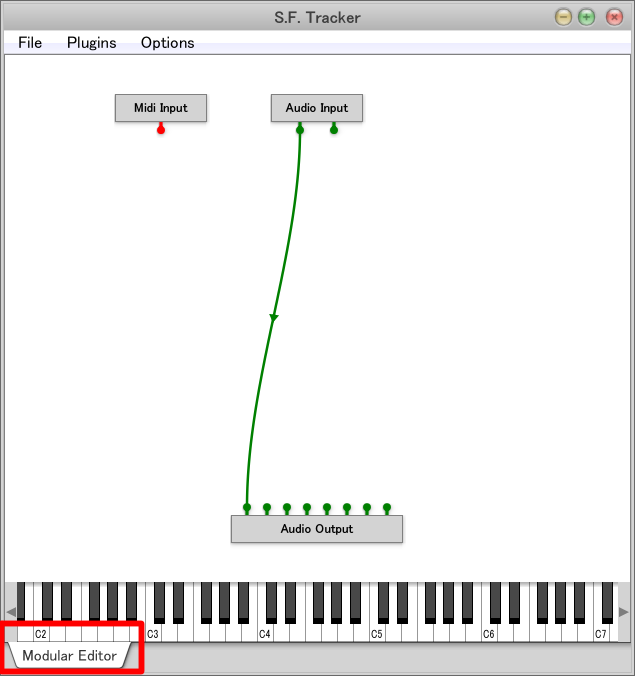 S.F. Tracker
File Plugins Options
Midi Input Audio Input
Audio Output
C2 C3 C4 C5 C6 C7
Modular Editor